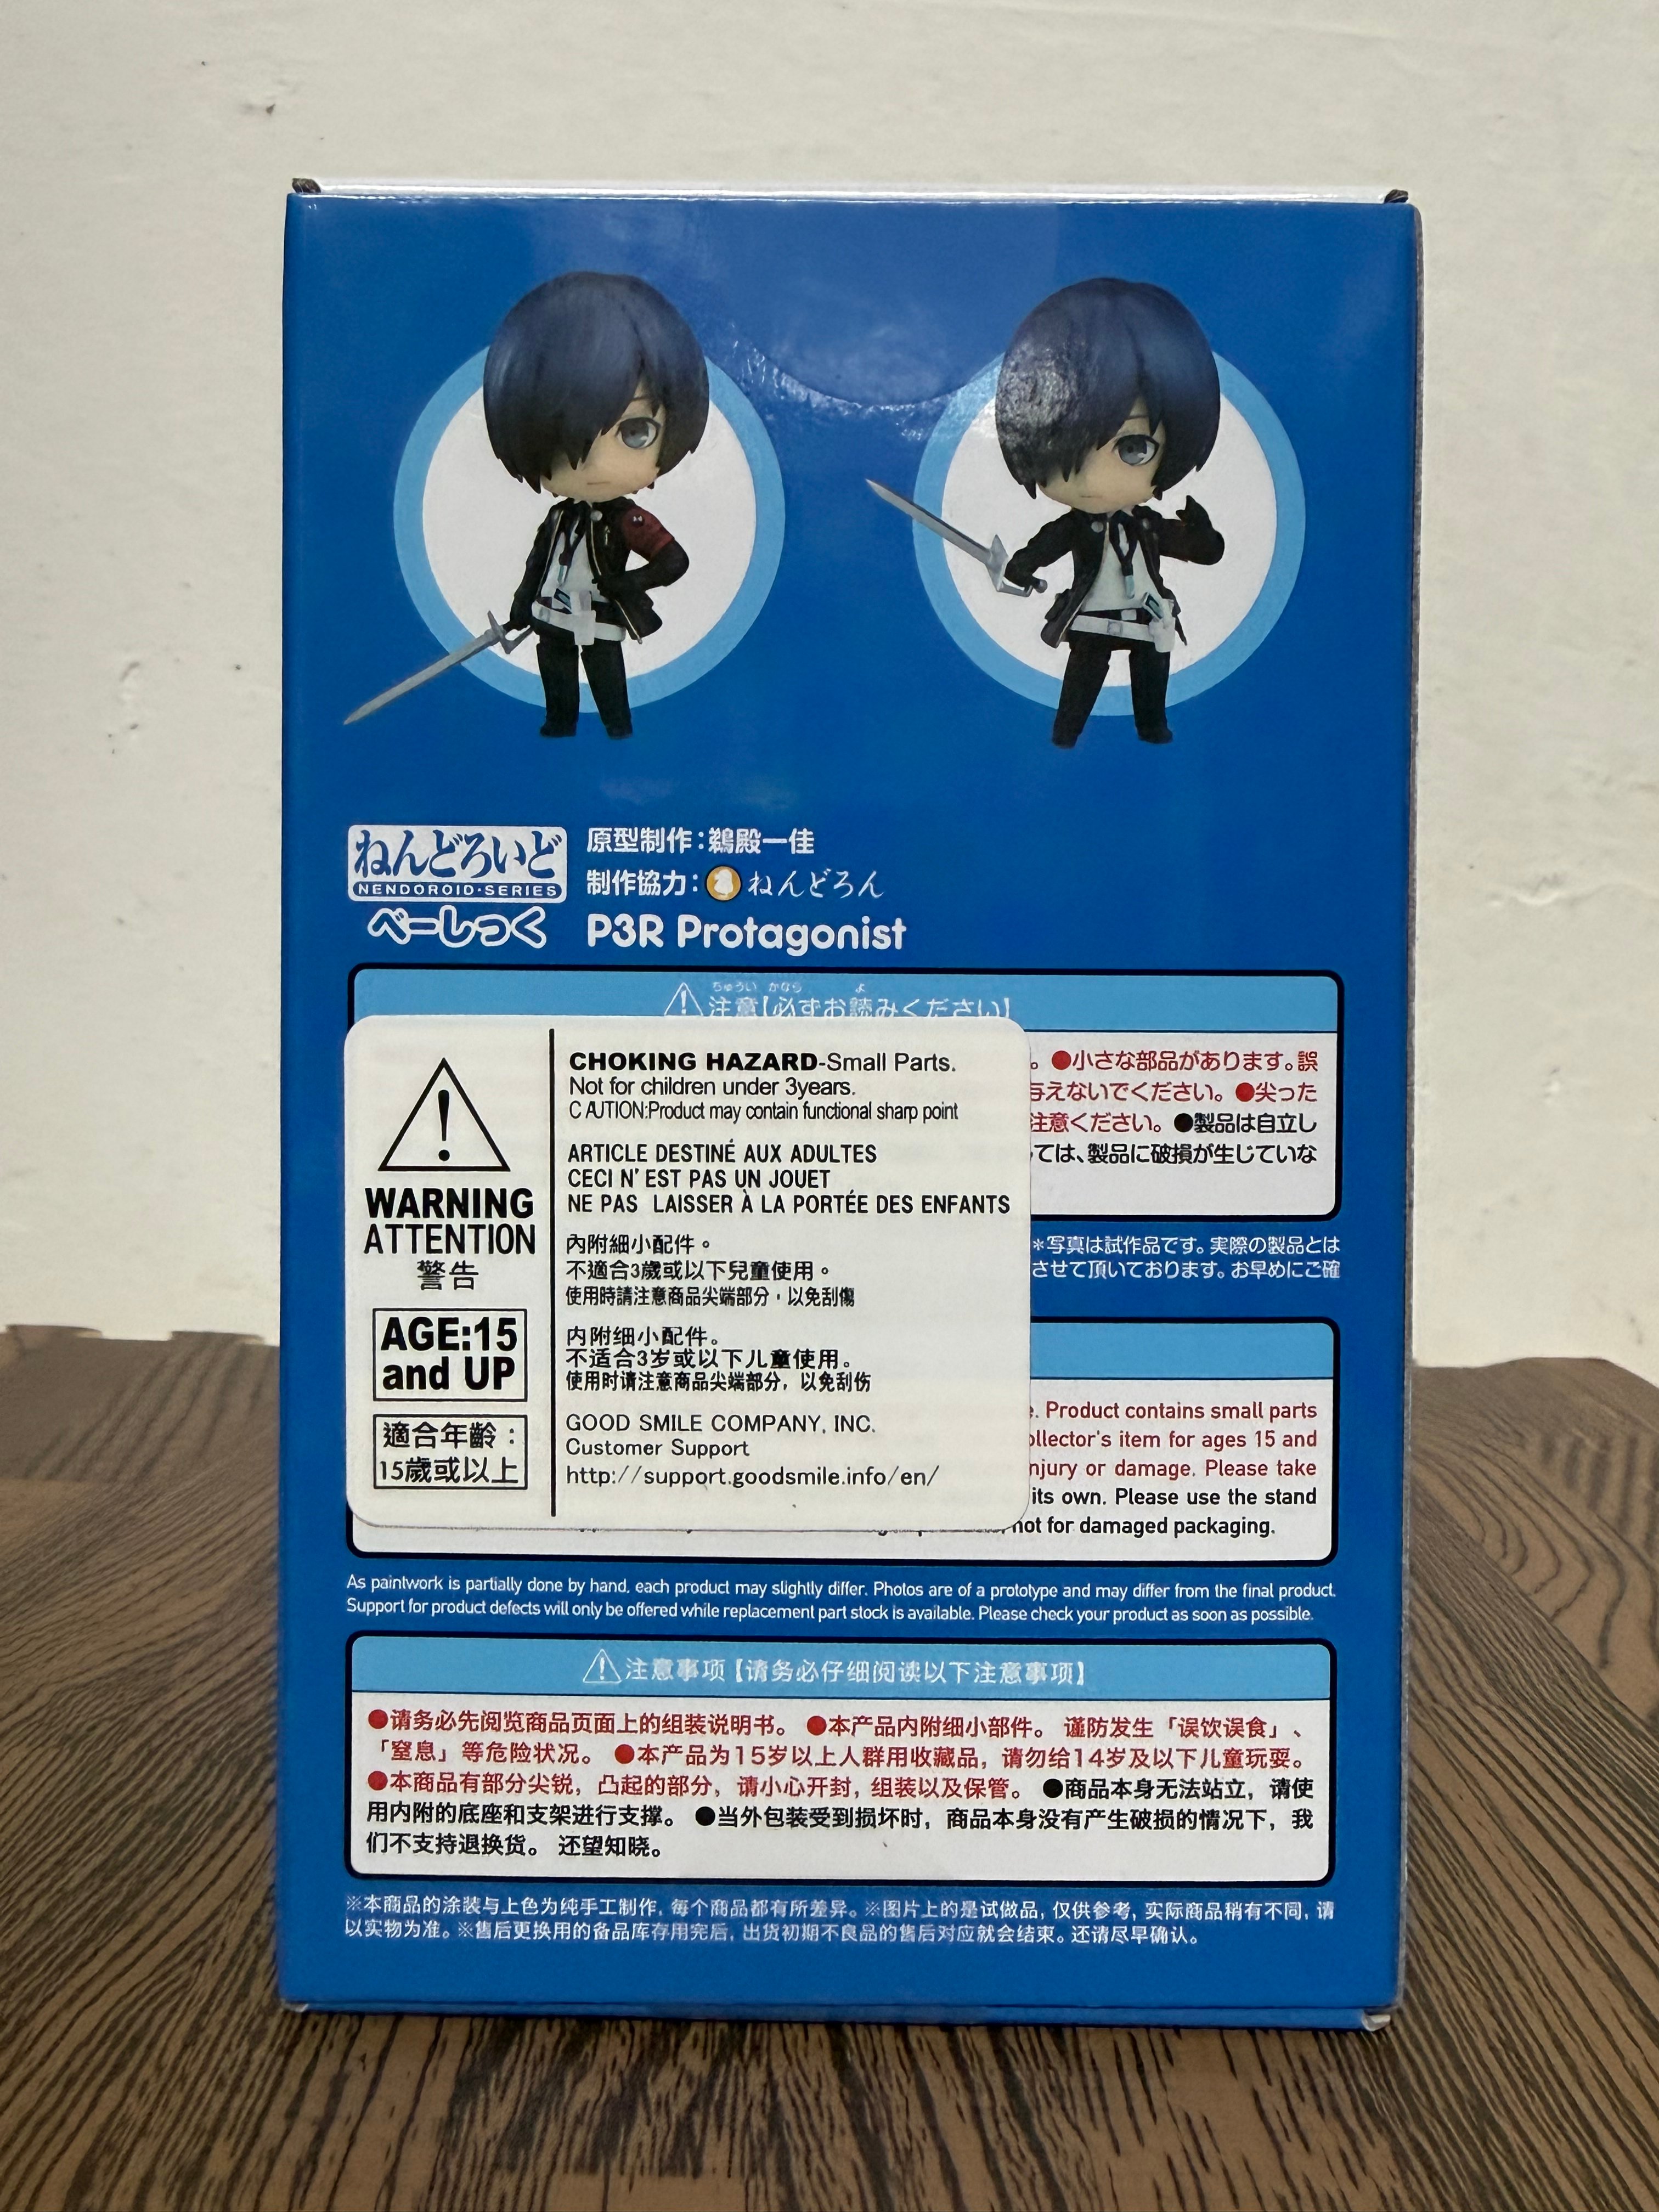 ねんどろいど
NENDOROID・SERIES
べーしっく
原型制作：鵜殿一佳
制作協力：ねんどろん
P3R Protagonist
ちゅうい かなら よ
注意【必ずお読みください】
。●小さな部品があります。誤
与えないでください。●尖った
注意ください。●製品は自立し
ては、製品に破損が生じていな
＊写真は試作品です。実際の製品とは
させて頂いております。お早めにご確
WARNING
ATTENTION
警告
AGE:15
and UP
適合年齡：
15歲或以上
CHOKING HAZARD-Small Parts.
Not for children under 3years.
CAUTION:Product may contain functional sharp point
ARTICLE DESTINÉ AUX ADULTES
CECI N' EST PAS UN JOUET
NE PAS LAISSER À LA PORTÉE DES ENFANTS
內附細小配件。
不適合3歲或以下兒童使用。
使用時請注意商品尖端部分，以免刮傷
内附细小配件。
不适合3岁或以下儿童使用。
使用时请注意商品尖端部分，以免刮伤
GOOD SMILE COMPANY, INC.
Customer Support
http://support.goodsmile.info/en/
. Product contains small parts
ollector's item for ages 15 and
njury or damage. Please take
its own. Please use the stand
not for damaged packaging.
As paintwork is partially done by hand, each product may slightly differ. Photos are of a prototype and may differ from the final product.
Support for product defects will only be offered while replacement part stock is available. Please check your product as soon as possible.
注意事项【请务必仔细阅读以下注意事项】
●请务必先阅览商品页面上的组装说明书。 ●本产品内附细小部件。 谨防发生「误饮误食」、
「窒息」等危险状况。 ●本产品为15岁以上人群用收藏品，请勿给14岁及以下儿童玩耍。
●本商品有部分尖锐，凸起的部分，请小心开封，组装以及保管。 ●商品本身无法站立，请使
用内附的底座和支架进行支撑。 ●当外包装受到损坏时，商品本身没有产生破损的情况下，我
们不支持退换货。 还望知晓。
※本商品的涂装与上色为纯手工制作，每个商品都有所差异。※图片上的是试做品，仅供参考，实际商品稍有不同，请
以实物为准。※售后更换用的备品库存用完后，出货初期不良品的售后对应就会结束。还请尽早确认。